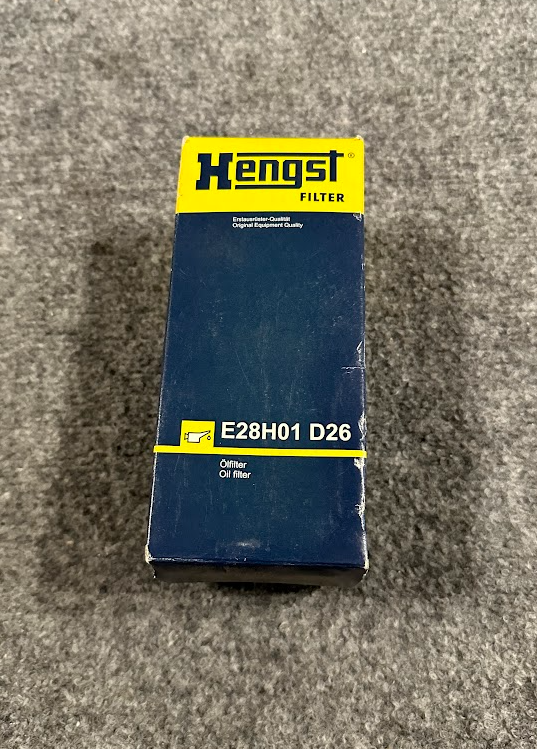 Hengst®
FILTER
Erstausrüster-Qualität
Original Equipment Quality
E28H01 D26
Ölfilter
Oil filter